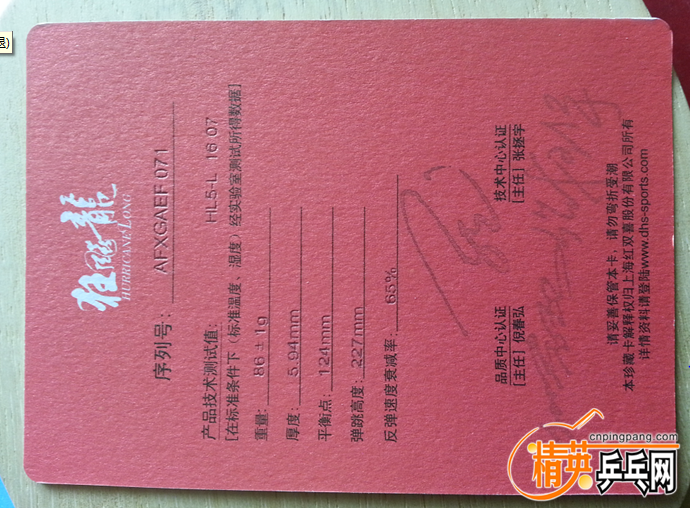 狂飚龍
HURRICANE LONG
序列号： AFXGAEF071
产品技术测试值： HL5-L 16.07
[在标准条件下（标准温度、湿度）经实验室测试所得数据]
重量: 86±1g
厚度: 5.94mm
平衡点: 124mm
弹跳高度: 227mm
反弹速度衰减率: 65%
品质中心认证 技术中心认证
[主任] 倪春弘 [主任] 张拯宇
请妥善保管本卡，请勿弯折受潮
本珍藏卡解释权归上海红双喜股份有限公司所有
详情资料请登陆www.dhs-sports.com
cnpingpang.com
精英乒乓网